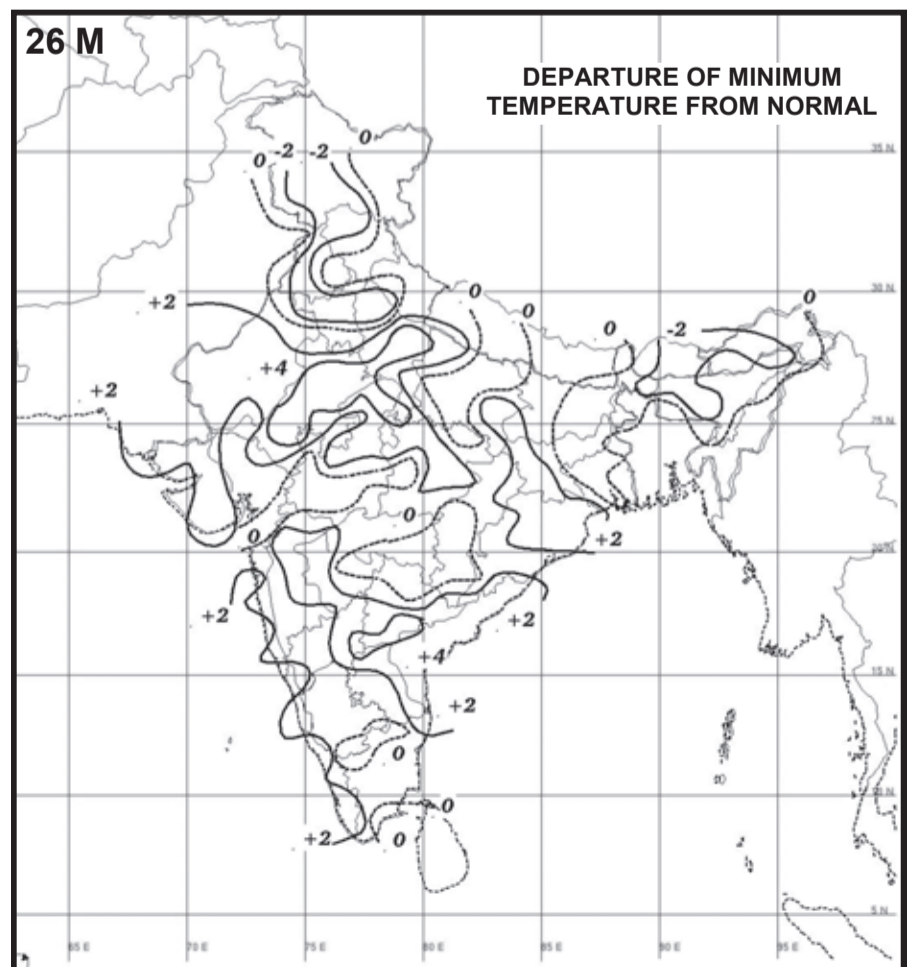 26 M
DEPARTURE OF MINIMUM
TEMPERATURE FROM NORMAL
0
0 -2 -2
35 N
30 N
0
0
+2
0
0 -2
+4
+2
25 N
0
+2
0
20 N
+2
+2
+4
15 N
+2
0
0
10 N
+2
0
5 N
65 E 70 E 80 E 85 E 90 E 95 E